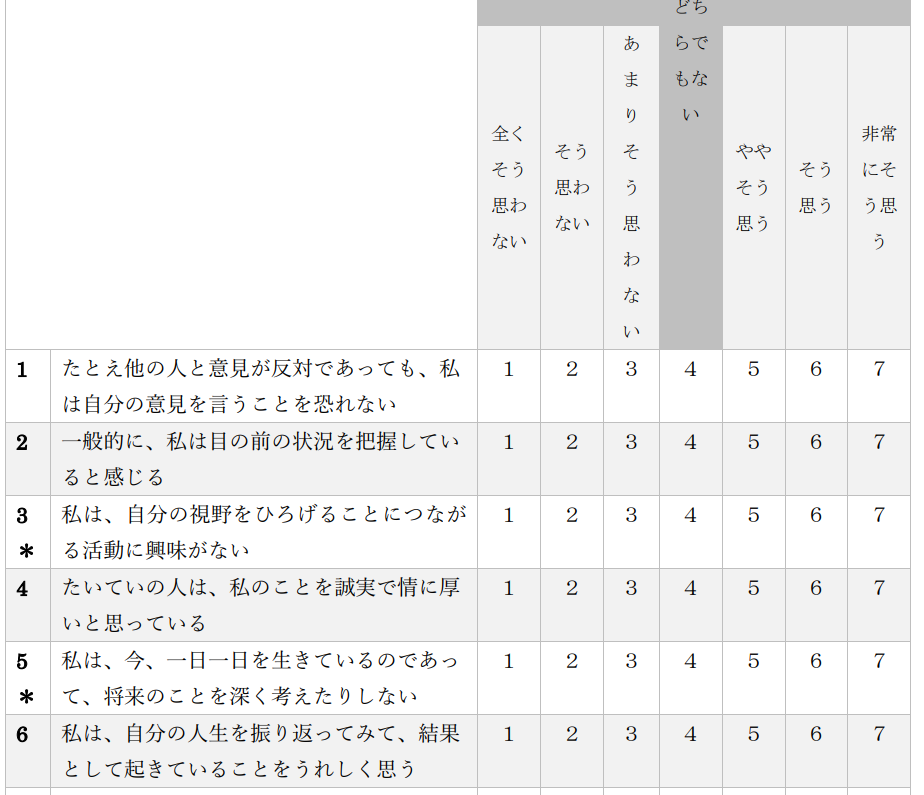 全く
そう
思わ
ない
そう
思わ
ない
あ
ま
り
そ
う
思
わ
な
い
どち
らで
もな
い
やや
そう
思う
そう
思う
非常
にそ
う思
う
1 たとえ他の人と意見が反対であっても、私 1 2 3 4 5 6 7
は自分の意見を言うことを恐れない
2 一般的に、私は目の前の状況を把握してい 1 2 3 4 5 6 7
ると感じる
3 私は、自分の視野をひろげることにつなが 1 2 3 4 5 6 7
* る活動に興味がない
4 たいていの人は、私のことを誠実で情に厚 1 2 3 4 5 6 7
いと思っている
5 私は、今、一日一日を生きているのであっ 1 2 3 4 5 6 7
* て、将来のことを深く考えたりしない
6 私は、自分の人生を振り返ってみて、結果 1 2 3 4 5 6 7
として起きていることをうれしく思う